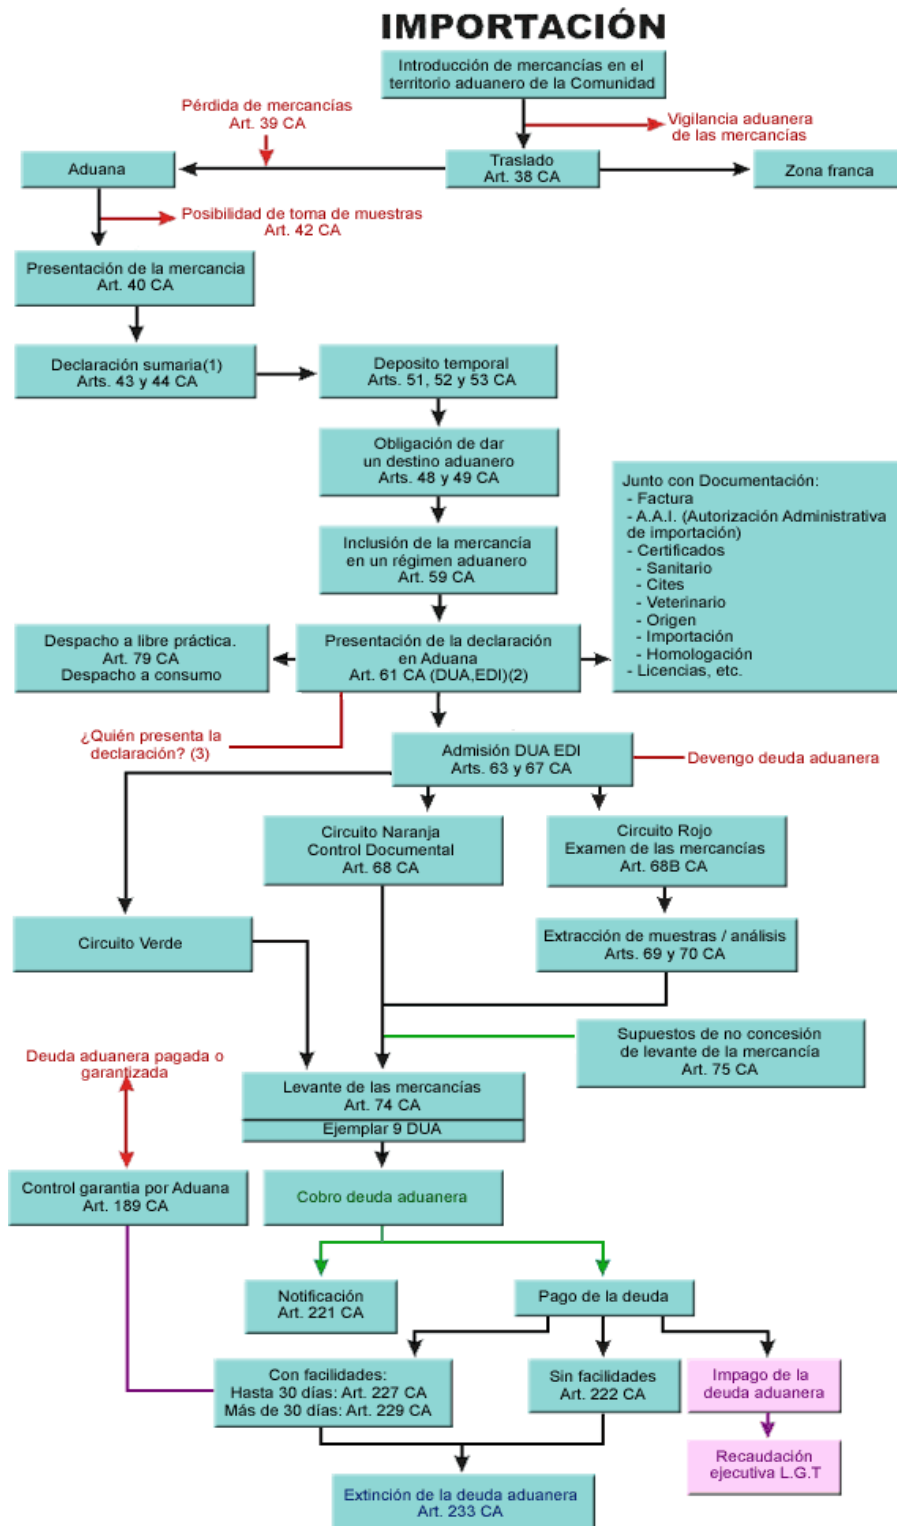 IMPORTACIÓN
Introducción de mercancías en el
territorio aduanero de la Comunidad
Pérdida de mercancías
Art. 39 CA
Vigilancia aduanera
de las mercancías
Aduana
Traslado
Art. 38 CA
Zona franca
Posibilidad de toma de muestras
Art. 42 CA
Presentación de la mercancia
Art. 40 CA
Declaración sumaria(1)
Arts. 43 y 44 CA
Deposito temporal
Arts. 51, 52 y 53 CA
Obligación de dar
un destino aduanero
Arts. 48 y 49 CA
Inclusión de la mercancía
en un régimen aduanero
Art. 59 CA
Junto con Documentación:
- Factura
- A.A.I. (Autorización Administrativa
de importación)
- Certificados
- Sanitario
- Cites
- Veterinario
- Origen
- Importación
- Homologación
- Licencias, etc.
Despacho a libre práctica.
Art. 79 CA
Despacho a consumo
Presentación de la declaración
en Aduana
Art. 61 CA (DUA,EDI)(2)
¿Quién presenta la
declaración? (3)
Admisión DUA EDI
Arts. 63 y 67 CA
Devengo deuda aduanera
Circuito Naranja
Control Documental
Art. 68 CA
Circuito Rojo
Examen de las mercancías
Art. 68B CA
Circuito Verde
Extracción de muestras / análisis
Arts. 69 y 70 CA
Supuestos de no concesión
de levante de la mercancía
Art. 75 CA
Deuda aduanera pagada o
garantizada
Levante de las mercancías
Art. 74 CA
Ejemplar 9 DUA
Control garantia por Aduana
Art. 189 CA
Cobro deuda aduanera
Notificación
Art. 221 CA
Pago de la deuda
Con facilidades:
Hasta 30 días: Art. 227 CA
Más de 30 días: Art. 229 CA
Sin facilidades
Art. 222 CA
Impago de la
deuda aduanera
Recaudación
ejecutiva L.G.T
Extinción de la deuda aduanera
Art. 233 CA